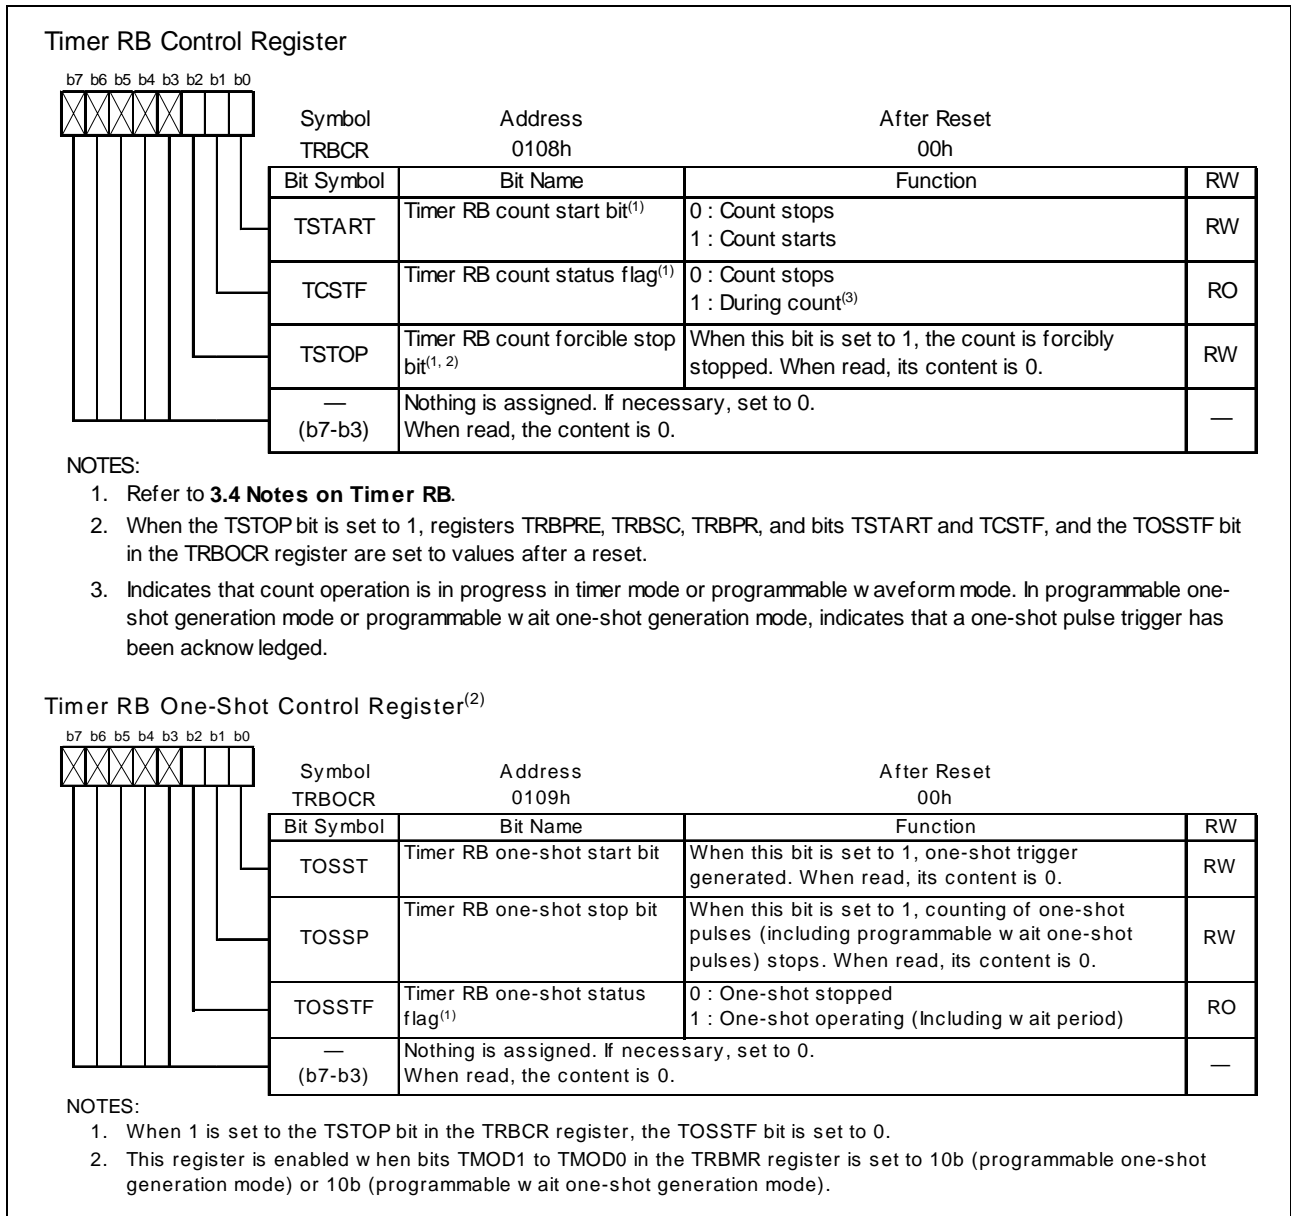 Timer RB Control Register
b7 b6 b5 b4 b3 b2 b1 b0
Symbol Address After Reset
TRBCR 0108h 00h
Bit Symbol Bit Name Function RW
TSTART Timer RB count start bit(1) 0 : Count stops
1 : Count starts RW
TCSTF Timer RB count status flag(1) 0 : Count stops
1 : During count(3) RO
TSTOP Timer RB count forcible stop
bit(1, 2) When this bit is set to 1, the count is forcibly
stopped. When read, its content is 0. RW
—
(b7-b3) Nothing is assigned. If necessary, set to 0.
When read, the content is 0. —
NOTES:
1. Refer to 3.4 Notes on Timer RB.
2. When the TSTOP bit is set to 1, registers TRBPRE, TRBSC, TRBPR, and bits TSTART and TCSTF, and the TOSSTF bit
in the TRBOCR register are set to values after a reset.
3. Indicates that count operation is in progress in timer mode or programmable waveform mode. In programmable one-
shot generation mode or programmable wait one-shot generation mode, indicates that a one-shot pulse trigger has
been acknowledged.
Timer RB One-Shot Control Register(2)
b7 b6 b5 b4 b3 b2 b1 b0
Symbol Address After Reset
TRBOCR 0109h 00h
Bit Symbol Bit Name Function RW
TOSST Timer RB one-shot start bit When this bit is set to 1, one-shot trigger
generated. When read, its content is 0. RW
TOSSP Timer RB one-shot stop bit When this bit is set to 1, counting of one-shot
pulses (including programmable wait one-shot
pulses) stops. When read, its content is 0. RW
TOSSTF Timer RB one-shot status
flag(1) 0 : One-shot stopped
1 : One-shot operating (Including wait period) RO
—
(b7-b3) Nothing is assigned. If necessary, set to 0.
When read, the content is 0. —
NOTES:
1. When 1 is set to the TSTOP bit in the TRBCR register, the TOSSTF bit is set to 0.
2. This register is enabled when bits TMOD1 to TMOD0 in the TRBMR register is set to 10b (programmable one-shot
generation mode) or 10b (programmable wait one-shot generation mode).